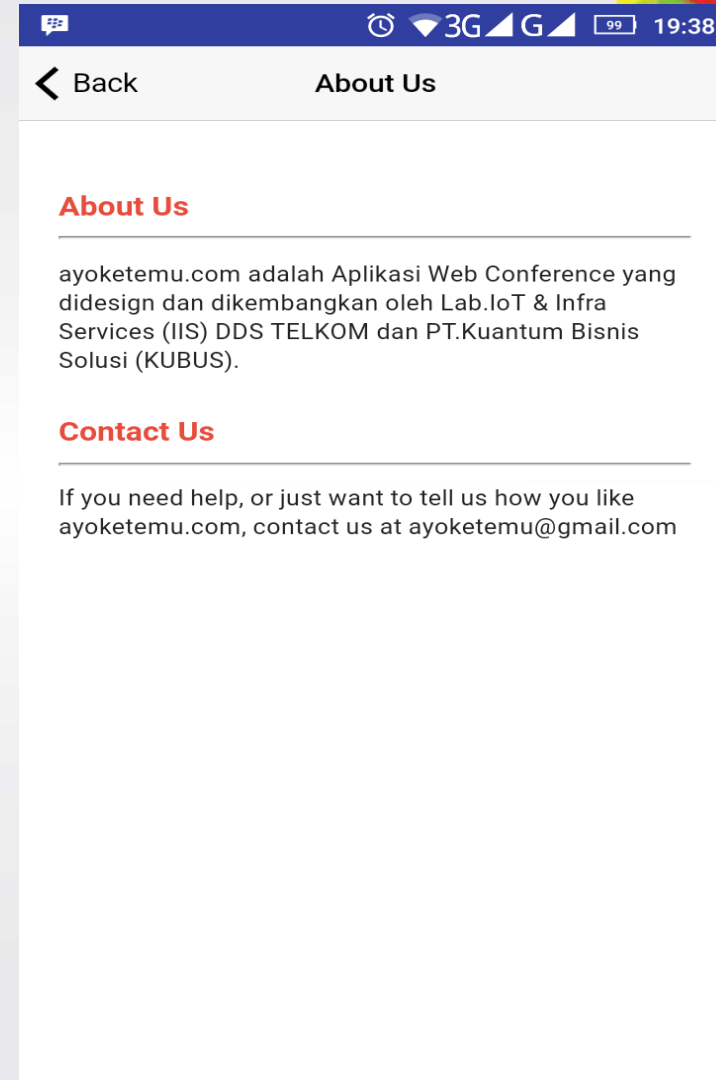 3G G 99 19:38
Back About Us
About Us
ayoketemu.com adalah Aplikasi Web Conference yang
didesign dan dikembangkan oleh Lab.IoT & Infra
Services (IIS) DDS TELKOM dan PT.Kuantum Bisnis
Solusi (KUBUS).
Contact Us
If you need help, or just want to tell us how you like
ayoketemu.com, contact us at ayoketemu@gmail.com